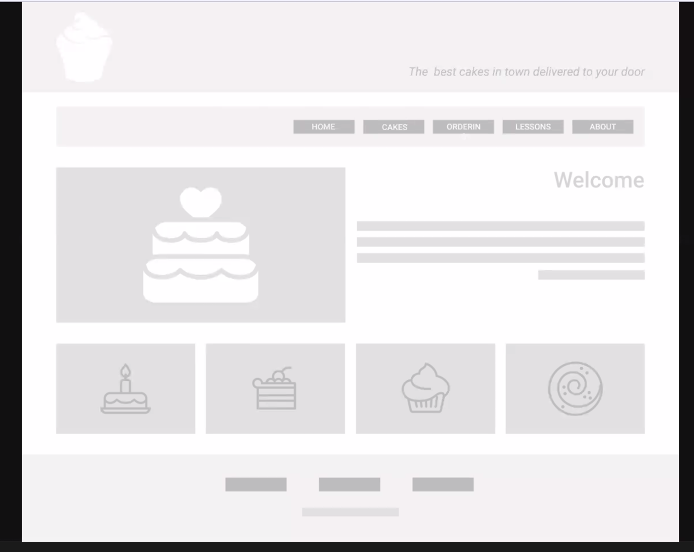 The best cakes in town delivered to your door
HOME
CAKES
ORDERIN
LESSONS
ABOUT
Welcome